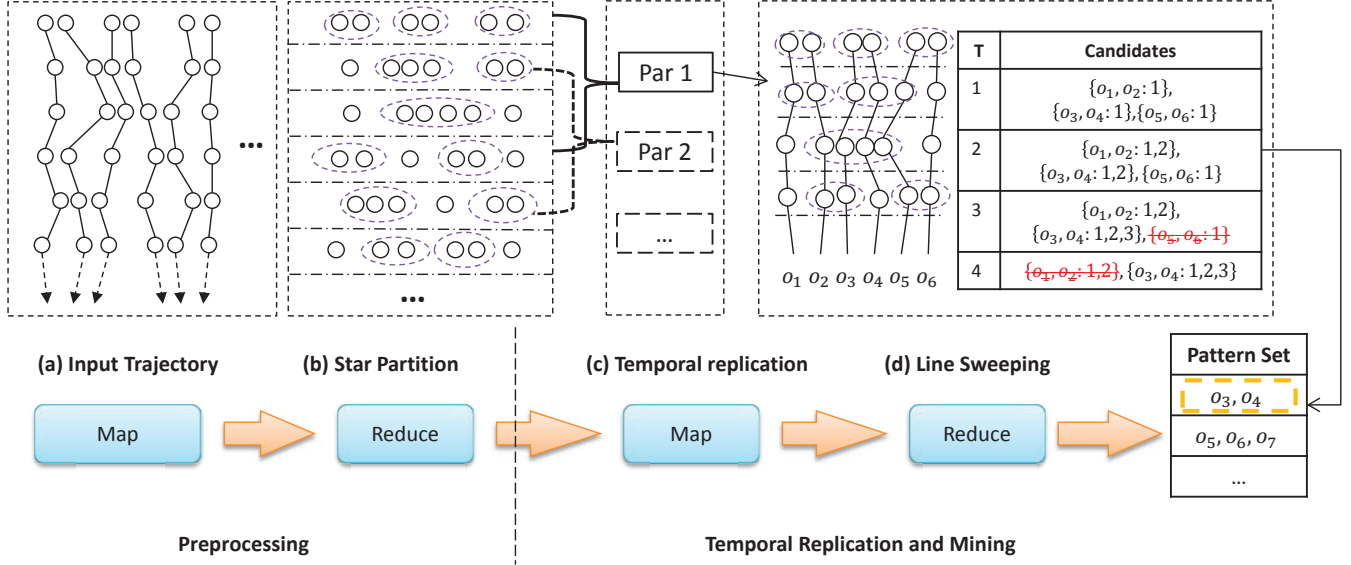 ...
...
Par 1
Par 2
...
o₁ o₂ o₃ o₄ o₅ o₆
T Candidates
1 {o₁, o₂: 1},
{o₃, o₄: 1},{o₅, o₆: 1}
2 {o₁, o₂: 1,2},
{o₃, o₄: 1,2},{o₅, o₆: 1}
3 {o₁, o₂: 1,2},
{o₃, o₄: 1,2,3},{o₅, o₆: 1}
4 {o₁, o₂: 1,2}, {o₃, o₄: 1,2,3}
(a) Input Trajectory
(b) Star Partition
(c) Temporal replication
(d) Line Sweeping
Map
Reduce
Map
Reduce
Pattern Set
o₃, o₄
o₅, o₆, o₇
...
Preprocessing
Temporal Replication and Mining